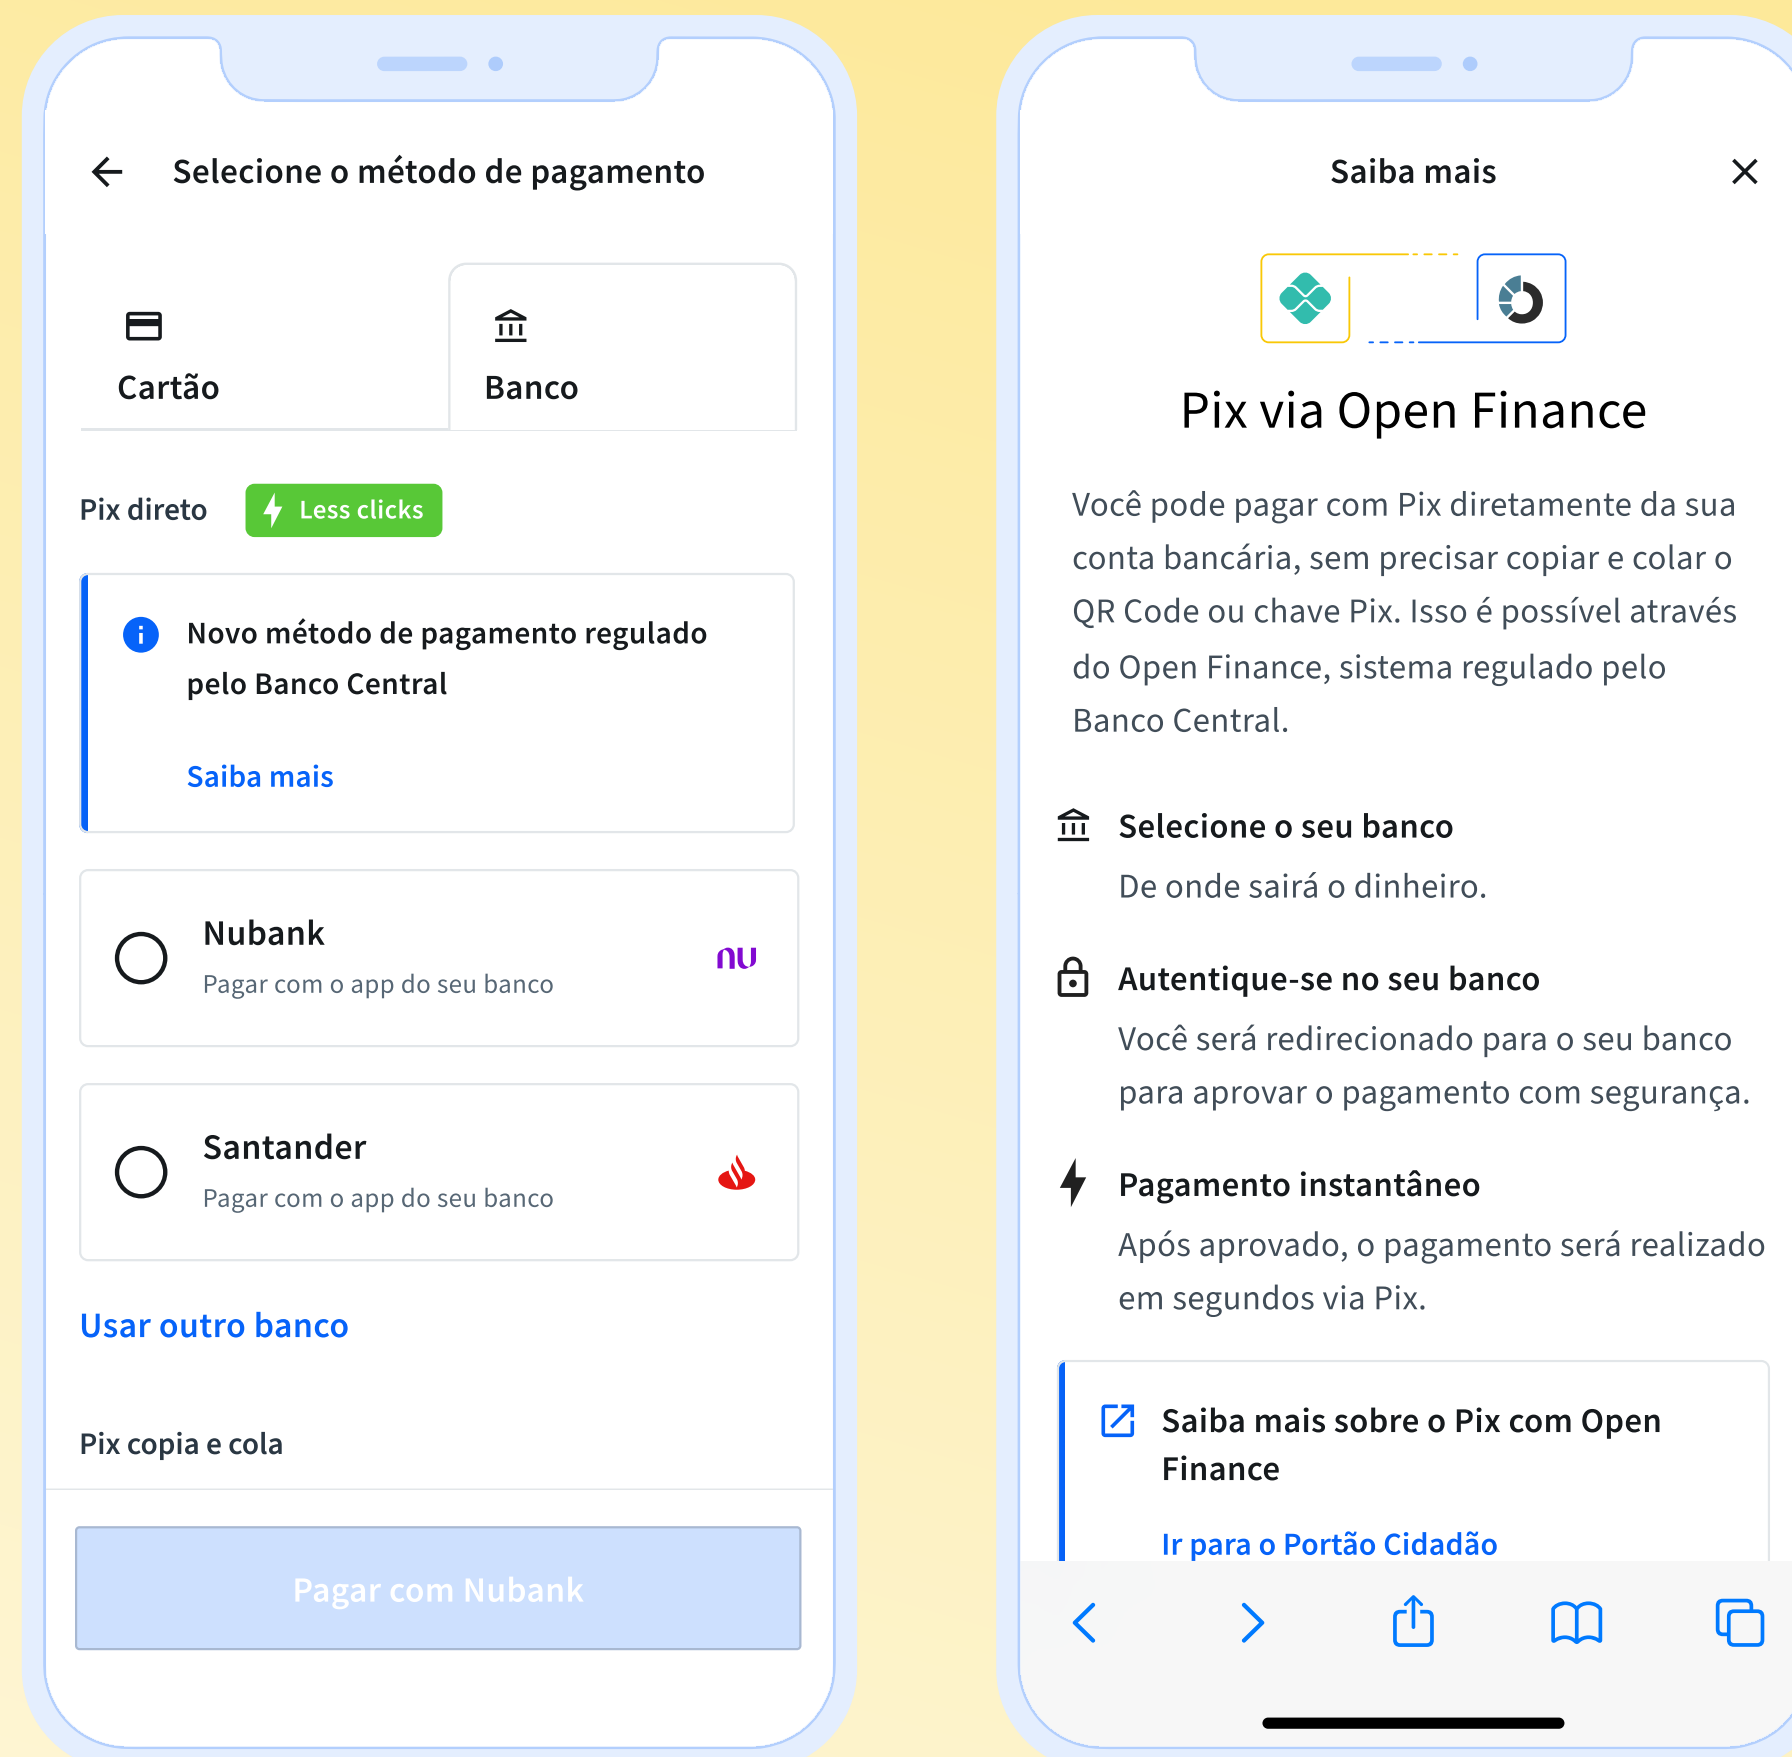 Selecione o método de pagamento
Cartão
Banco
Pix direto
Less clicks
Novo método de pagamento regulado
pelo Banco Central
Saiba mais
Nubank
Pagar com o app do seu banco
nu
Santander
Pagar com o app do seu banco
Usar outro banco
Pix copia e cola
Pagar com Nubank
Saiba mais
Pix via Open Finance
Você pode pagar com Pix diretamente da sua
conta bancária, sem precisar copiar e colar o
QR Code ou chave Pix. Isso é possível através
do Open Finance, sistema regulado pelo
Banco Central.
Selecione o seu banco
De onde sairá o dinheiro.
Autentique-se no seu banco
Você será redirecionado para o seu banco
para aprovar o pagamento com segurança.
Pagamento instantâneo
Após aprovado, o pagamento será realizado
em segundos via Pix.
Saiba mais sobre o Pix com Open
Finance
Ir para o Portão Cidadão